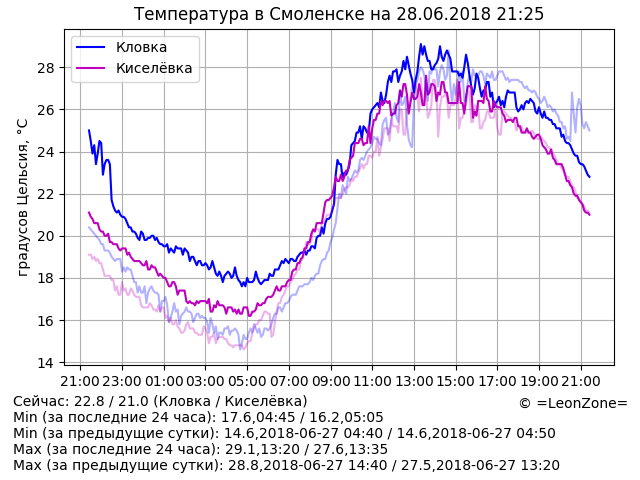 Температура в Смоленске на 28.06.2018 21:25
Кловка
Киселёвка
градусов Цельсия, °C
28
26
24
22
20
18
16
14
21:00 23:00 01:00 03:00 05:00 07:00 09:00 11:00 13:00 15:00 17:00 19:00 21:00
Сейчас: 22.8 / 21.0 (Кловка / Киселёвка)
© =LeonZone=
Min (за последние 24 часа): 17.6,04:45 / 16.2,05:05
Min (за предыдущие сутки): 14.6,2018-06-27 04:40 / 14.6,2018-06-27 04:50
Max (за последние 24 часа): 29.1,13:20 / 27.6,13:35
Max (за предыдущие сутки): 28.8,2018-06-27 14:40 / 27.5,2018-06-27 13:20